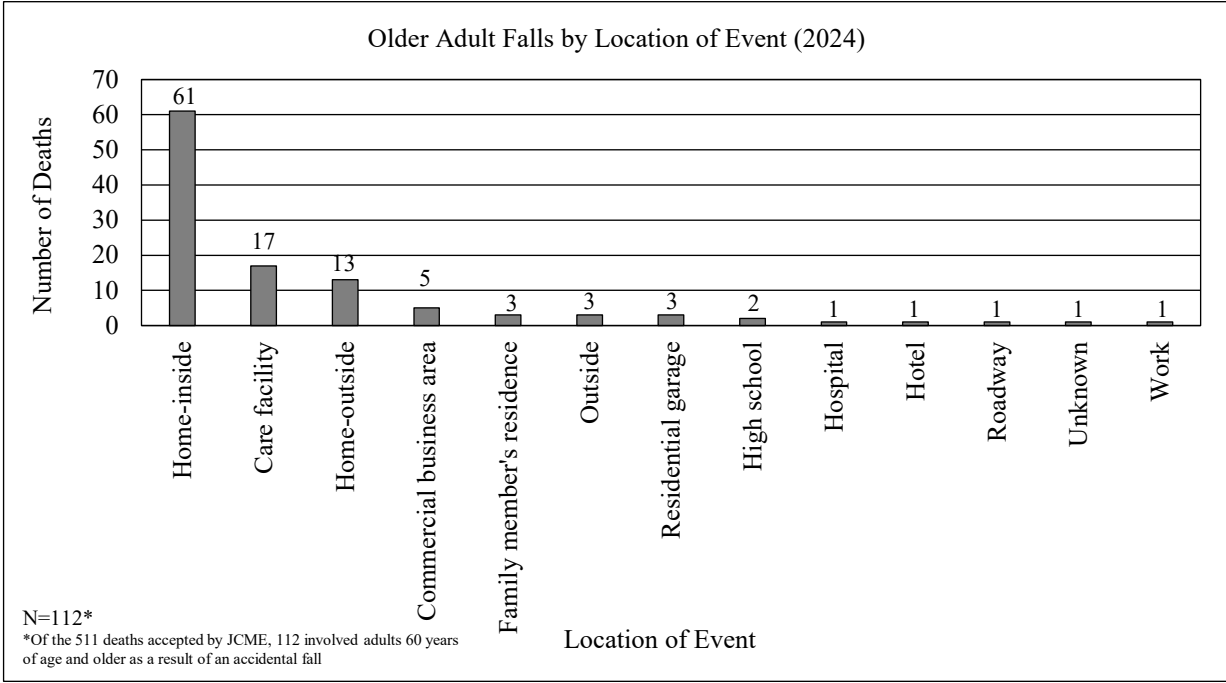 Older Adult Falls by Location of Event (2024)
Number of Deaths
70
60
50
40
30
20
10
0
61
17
13
5
3
3
3
2
1
1
1
1
1
Home-inside
Care facility
Home-outside
Commercial business area
Family member's residence
Outside
Residential garage
High school
Hospital
Hotel
Roadway
Unknown
Work
Location of Event
N=112*
*Of the 511 deaths accepted by JCME, 112 involved adults 60 years
of age and older as a result of an accidental fall